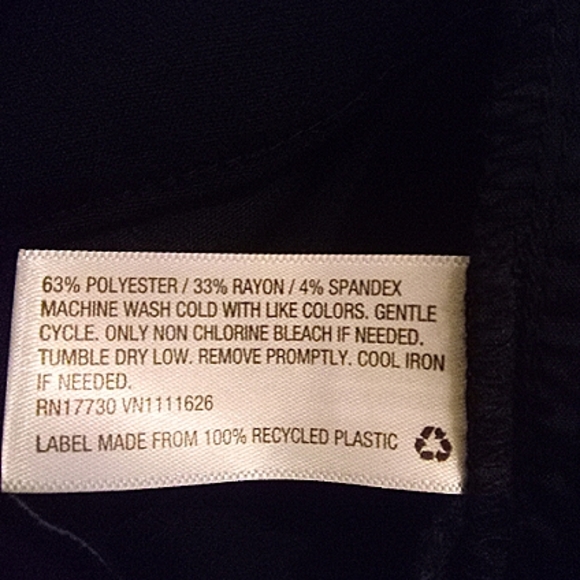 63% POLYESTER / 33% RAYON / 4% SPANDEX
MACHINE WASH COLD WITH LIKE COLORS. GENTLE
CYCLE. ONLY NON CHLORINE BLEACH IF NEEDED.
TUMBLE DRY LOW. REMOVE PROMPTLY. COOL IRON
IF NEEDED.
RN17730 VN1111626
LABEL MADE FROM 100% RECYCLED PLASTIC